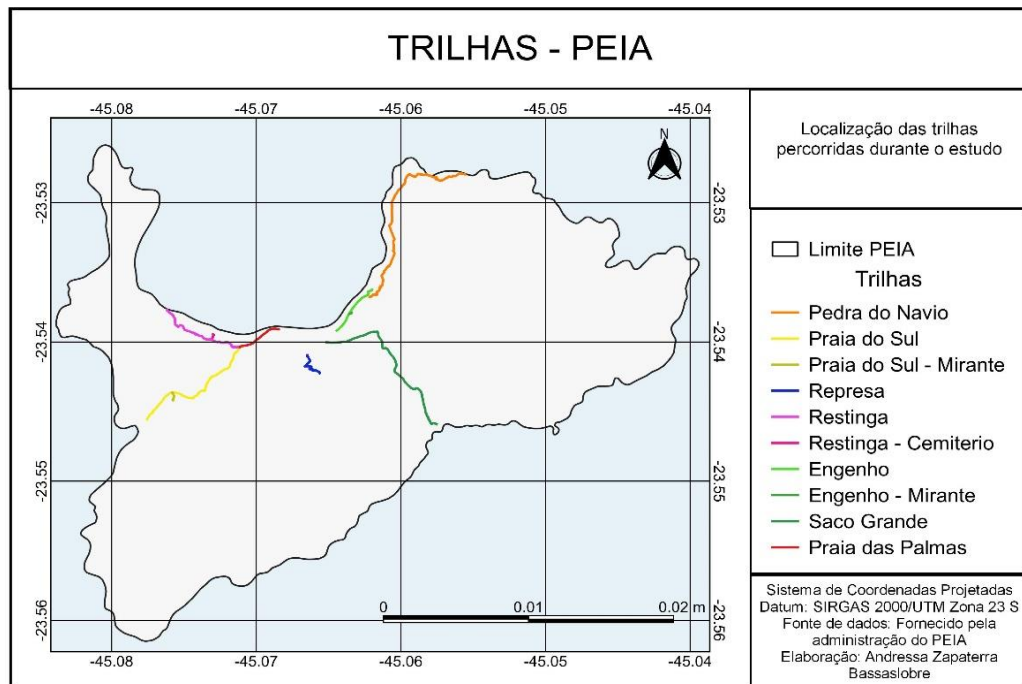 TRILHAS - PEIA
-45.08 -45.07 -45.06 -45.05 -45.04
N
-23.53 -23.53
-23.54 -23.54
-23.55 -23.55
-23.56 -23.56
0 0.01 0.02 m
-45.08 -45.07 -45.06 -45.05 -45.04
Localização das trilhas
percorridas durante o estudo
Limite PEIA
Trilhas
Pedra do Navio
Praia do Sul
Praia do Sul - Mirante
Represa
Restinga
Restinga - Cemiterio
Engenho
Engenho - Mirante
Saco Grande
Praia das Palmas
Sistema de Coordenadas Projetadas
Datum: SIRGAS 2000/UTM Zona 23 S
Fonte de dados: Fornecido pela
administração do PEIA
Elaboração: Andressa Zapaterra
Bassaslobre